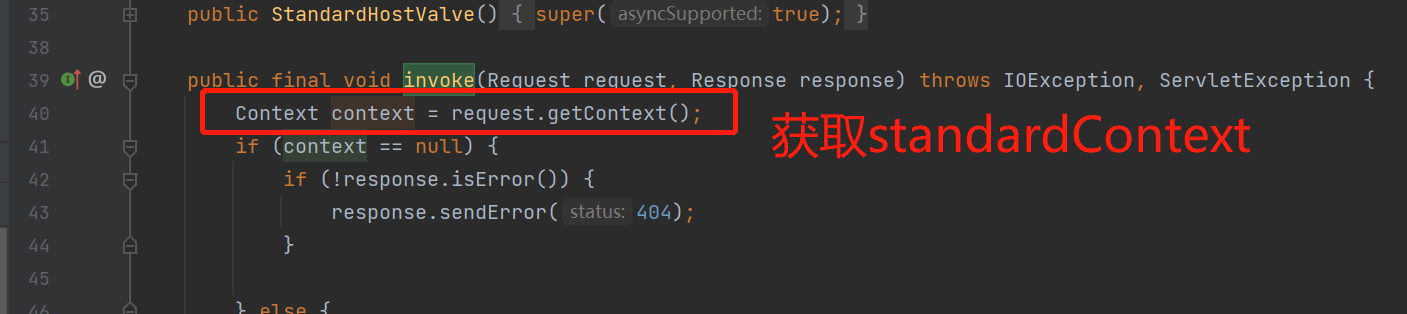 35 public StandardHostValve() { super( asyncSupported: true); }
38
39 @ public final void invoke(Request request, Response response) throws IOException, ServletException {
40 Context context = request.getContext();
获取standardContext
41 if (context == null) {
42 if (!response.isError()) {
43 response.sendError( status: 404);
44 }
45
46 } else {